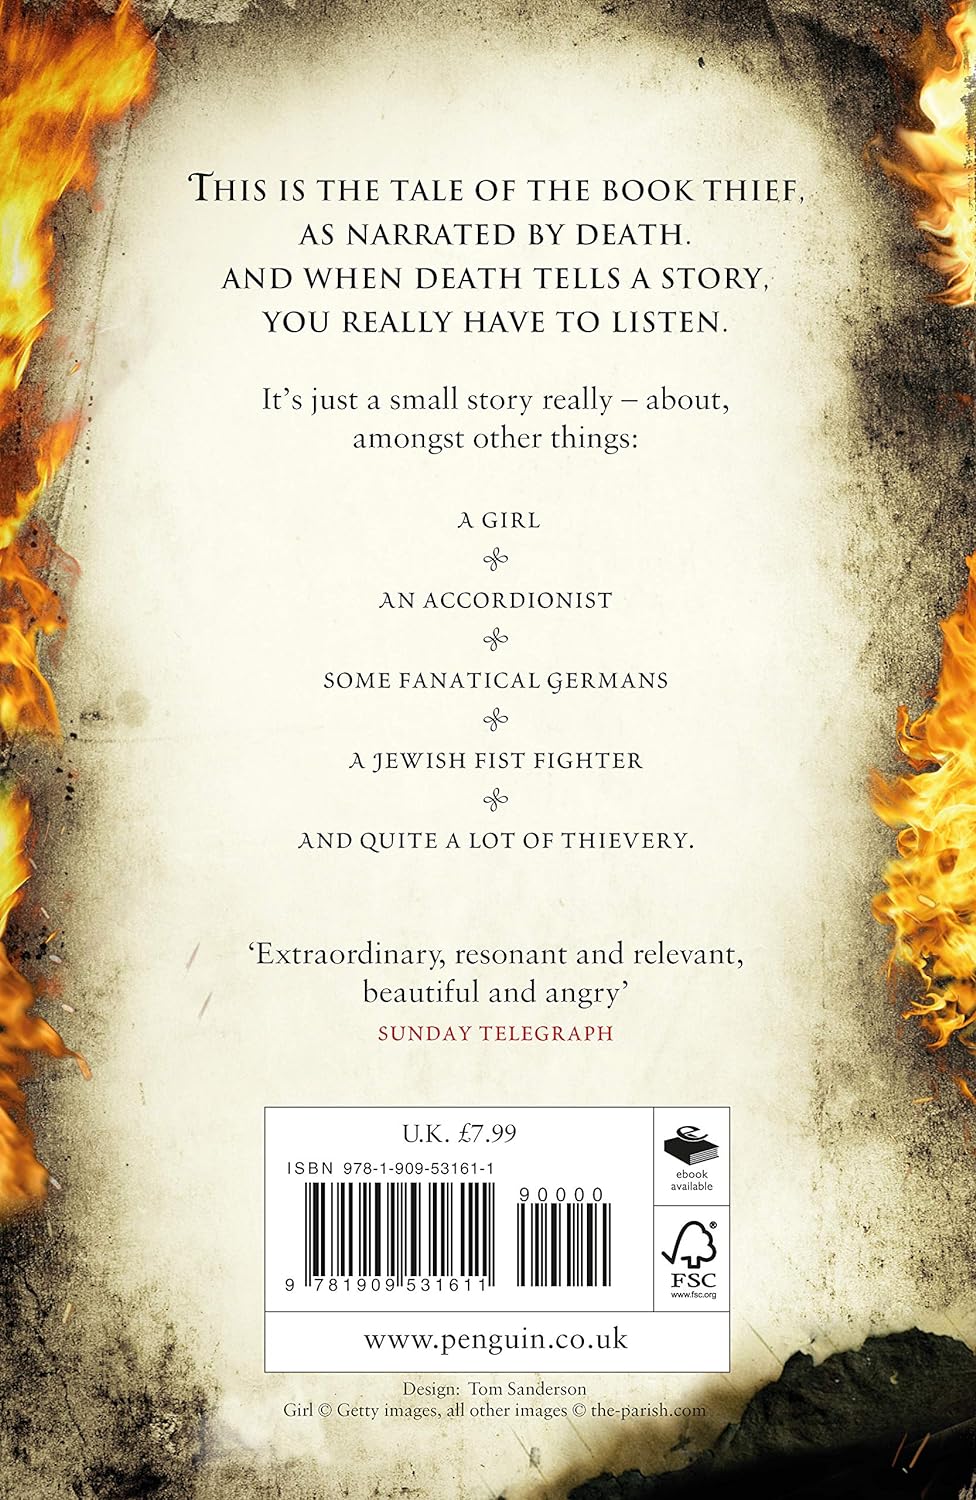 THIS IS THE TALE OF THE BOOK THIEF,
AS NARRATED BY DEATH.
AND WHEN DEATH TELLS A STORY,
YOU REALLY HAVE TO LISTEN.
It's just a small story really – about,
amongst other things:
A GIRL
AN ACCORDIONIST
SOME FANATICAL GERMANS
A JEWISH FIST FIGHTER
AND QUITE A LOT OF THIEVERY.
‘Extraordinary, resonant and relevant,
beautiful and angry’
SUNDAY TELEGRAPH
U.K. £7.99
ISBN 978-1-909-53161-1
90000
9 781909 531611
ebook
available
FSC
®
www.fsc.org
www.penguin.co.uk
Design: Tom Sanderson
Girl © Getty images, all other images © the-parish.com